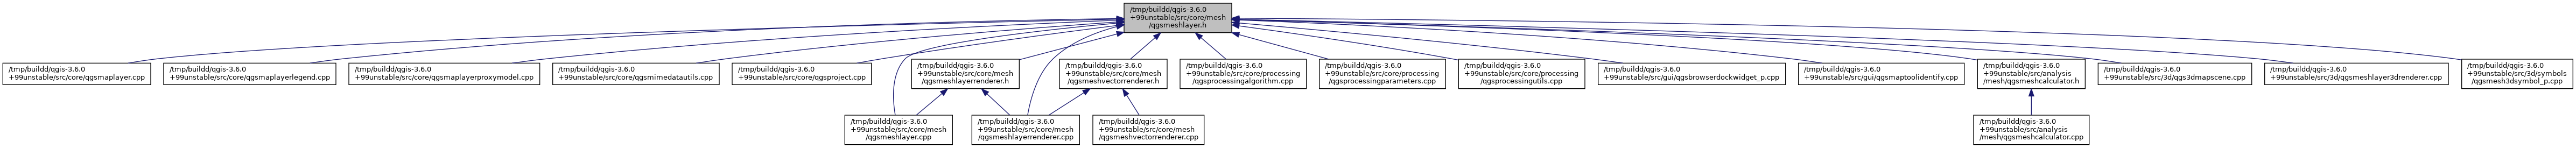 /tmp/buildd/qgis-3.6.0
+99unstable/src/core/mesh
/qgsmeshlayer.h
/tmp/buildd/qgis-3.6.0
+99unstable/src/core/qgsmaplayer.cpp
/tmp/buildd/qgis-3.6.0
+99unstable/src/core/qgsmaplayerlegend.cpp
/tmp/buildd/qgis-3.6.0
+99unstable/src/core/qgsmaplayerproxymodel.cpp
/tmp/buildd/qgis-3.6.0
+99unstable/src/core/qgsmimedatautils.cpp
/tmp/buildd/qgis-3.6.0
+99unstable/src/core/qgsproject.cpp
/tmp/buildd/qgis-3.6.0
+99unstable/src/core/mesh
/qgsmeshlayerrenderer.h
/tmp/buildd/qgis-3.6.0
+99unstable/src/core/mesh
/qgsmeshvectorrenderer.h
/tmp/buildd/qgis-3.6.0
+99unstable/src/core/processing
/qgsprocessingalgorithm.cpp
/tmp/buildd/qgis-3.6.0
+99unstable/src/core/processing
/qgsprocessingparameters.cpp
/tmp/buildd/qgis-3.6.0
+99unstable/src/core/processing
/qgsprocessingutils.cpp
/tmp/buildd/qgis-3.6.0
+99unstable/src/gui/qgsbrowserdockwidget_p.cpp
/tmp/buildd/qgis-3.6.0
+99unstable/src/gui/qgsmaptoolidentify.cpp
/tmp/buildd/qgis-3.6.0
+99unstable/src/analysis
/mesh/qgsmeshcalculator.h
/tmp/buildd/qgis-3.6.0
+99unstable/src/3d/qgs3dmapscene.cpp
/tmp/buildd/qgis-3.6.0
+99unstable/src/3d/qgsmeshlayer3drenderer.cpp
/tmp/buildd/qgis-3.6.0
+99unstable/src/3d/symbols
/qgsmesh3dsymbol_p.cpp
/tmp/buildd/qgis-3.6.0
+99unstable/src/core/mesh
/qgsmeshlayer.cpp
/tmp/buildd/qgis-3.6.0
+99unstable/src/core/mesh
/qgsmeshlayerrenderer.cpp
/tmp/buildd/qgis-3.6.0
+99unstable/src/core/mesh
/qgsmeshvectorrenderer.cpp
/tmp/buildd/qgis-3.6.0
+99unstable/src/analysis
/mesh/qgsmeshcalculator.cpp